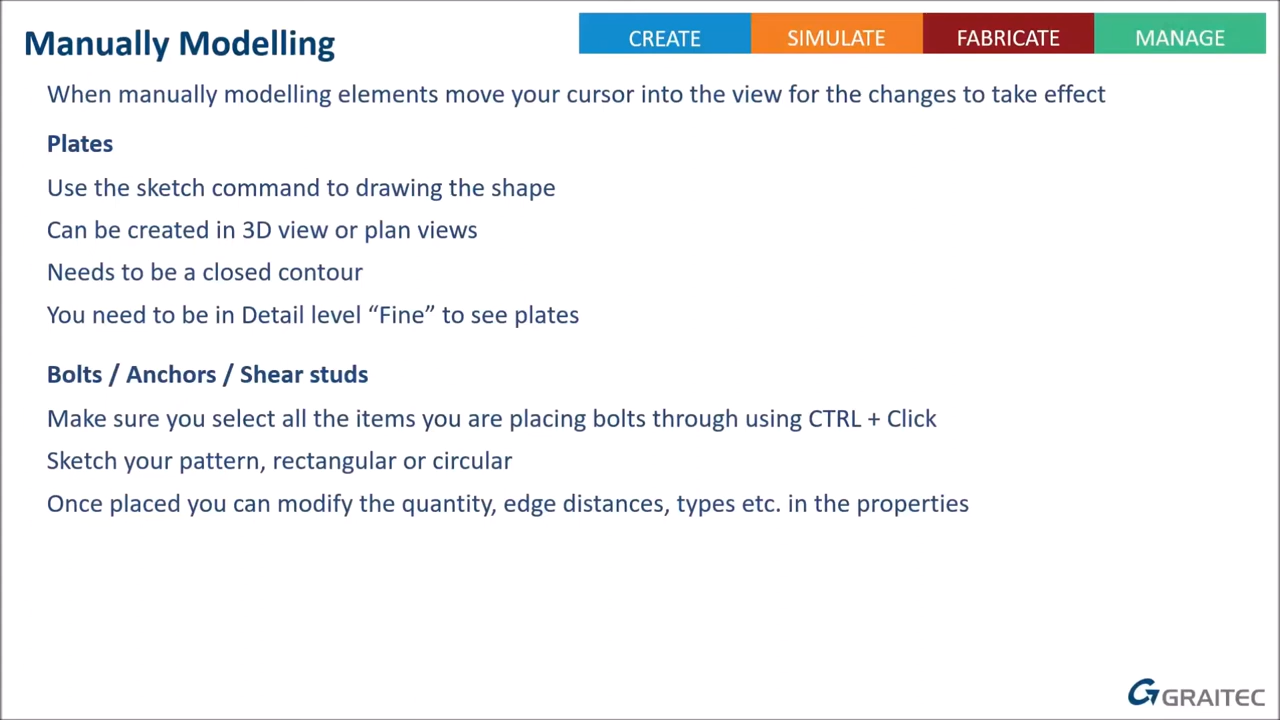 Manually Modelling
CREATE SIMULATE FABRICATE MANAGE
When manually modelling elements move your cursor into the view for the changes to take effect
Plates
Use the sketch command to drawing the shape
Can be created in 3D view or plan views
Needs to be a closed contour
You need to be in Detail level “Fine” to see plates
Bolts / Anchors / Shear studs
Make sure you select all the items you are placing bolts through using CTRL + Click
Sketch your pattern, rectangular or circular
Once placed you can modify the quantity, edge distances, types etc. in the properties
GRAITEC